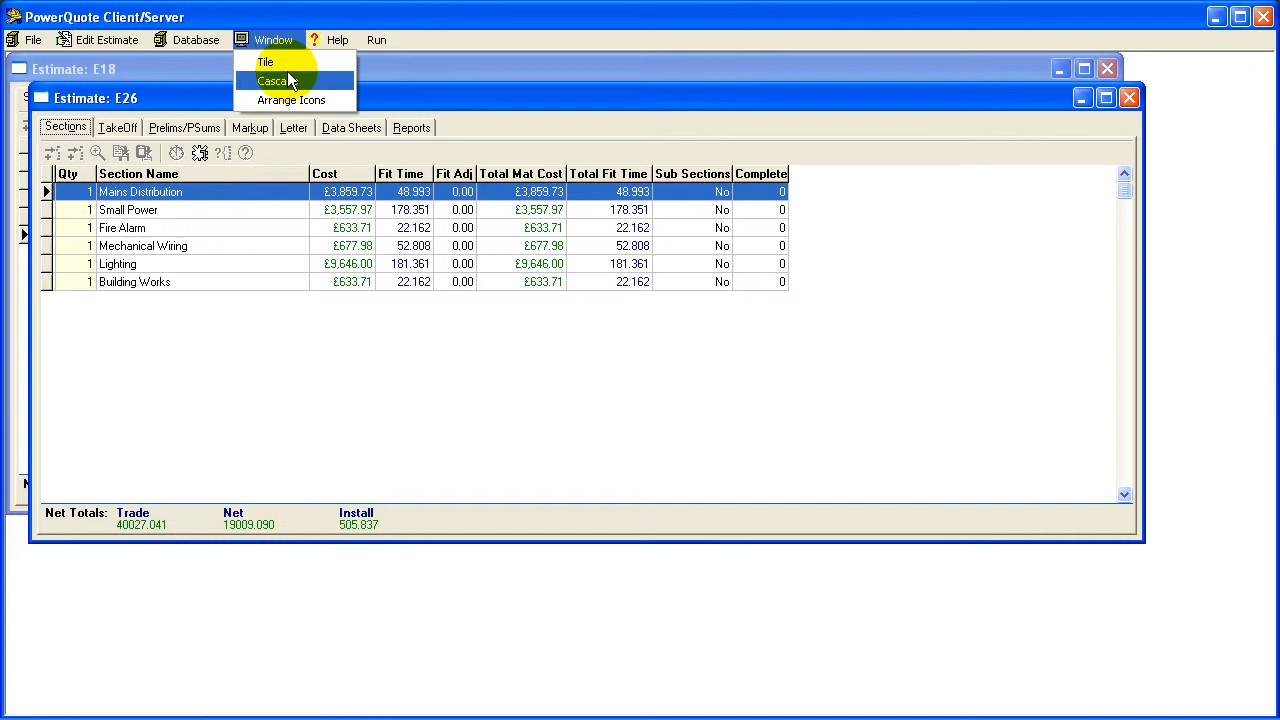 PowerQuote Client/Server
File Edit Estimate Database Window ? Help Run
Tile
Estimate: E18
Arrange Icons
Estimate: E26
Sections TakeOff Prelims/PSums Markup Letter Data Sheets Reports
Qty Section Name Cost Fit Time Fit Adj Total Mat Cost Total Fit Time Sub Sections Complete
1 Mains Distribution £3,859.73 48.993 0.00 £3,859.73 48.993 No 0
1 Small Power £3,557.97 178.351 0.00 £3,557.97 178.351 No 0
1 Fire Alarm £633.71 22.162 0.00 £633.71 22.162 No 0
1 Mechanical Wiring £677.98 52.808 0.00 £677.98 52.808 No 0
1 Lighting £9,646.00 181.361 0.00 £9,646.00 181.361 No 0
1 Building Works £633.71 22.162 0.00 £633.71 22.162 No 0
Net Totals: Trade Net Install
40027.041 19009.090 505.837